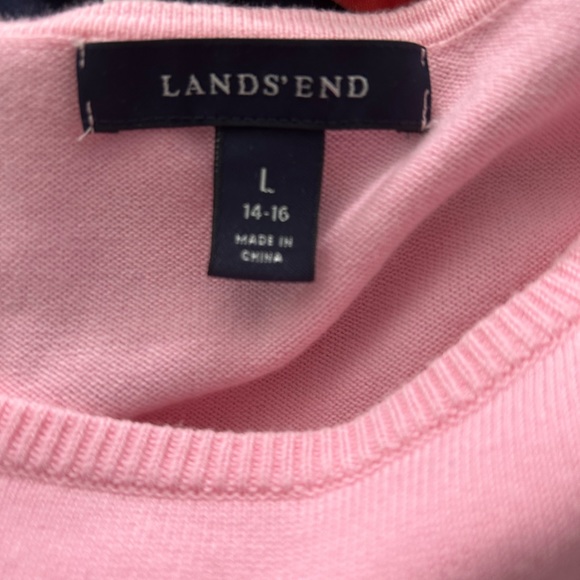 LANDS' END
L
14-16
MADE IN
CHINA